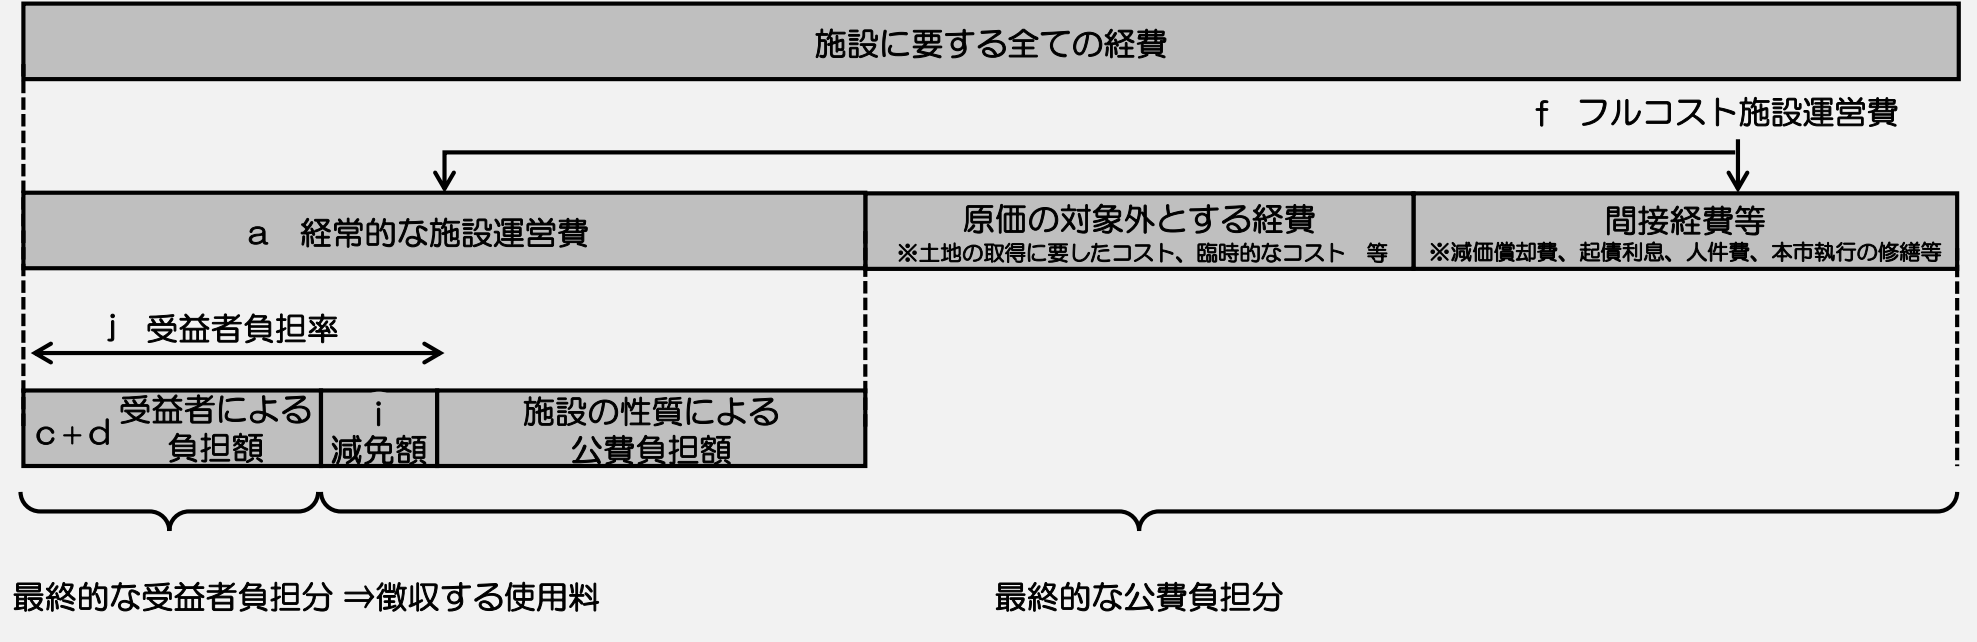 施設に要する全ての経費
f　フルコスト施設運営費
a　経常的な施設運営費
原価の対象外とする経費
※土地の取得に要したコスト、臨時的なコスト　等
間接経費等
※減価償却費、起債利息、人件費、本市執行の修繕等
j　受益者負担率
c+d 受益者による
負担額
i
減免額
施設の性質による
公費負担額
最終的な受益者負担分 ⇒徴収する使用料
最終的な公費負担分